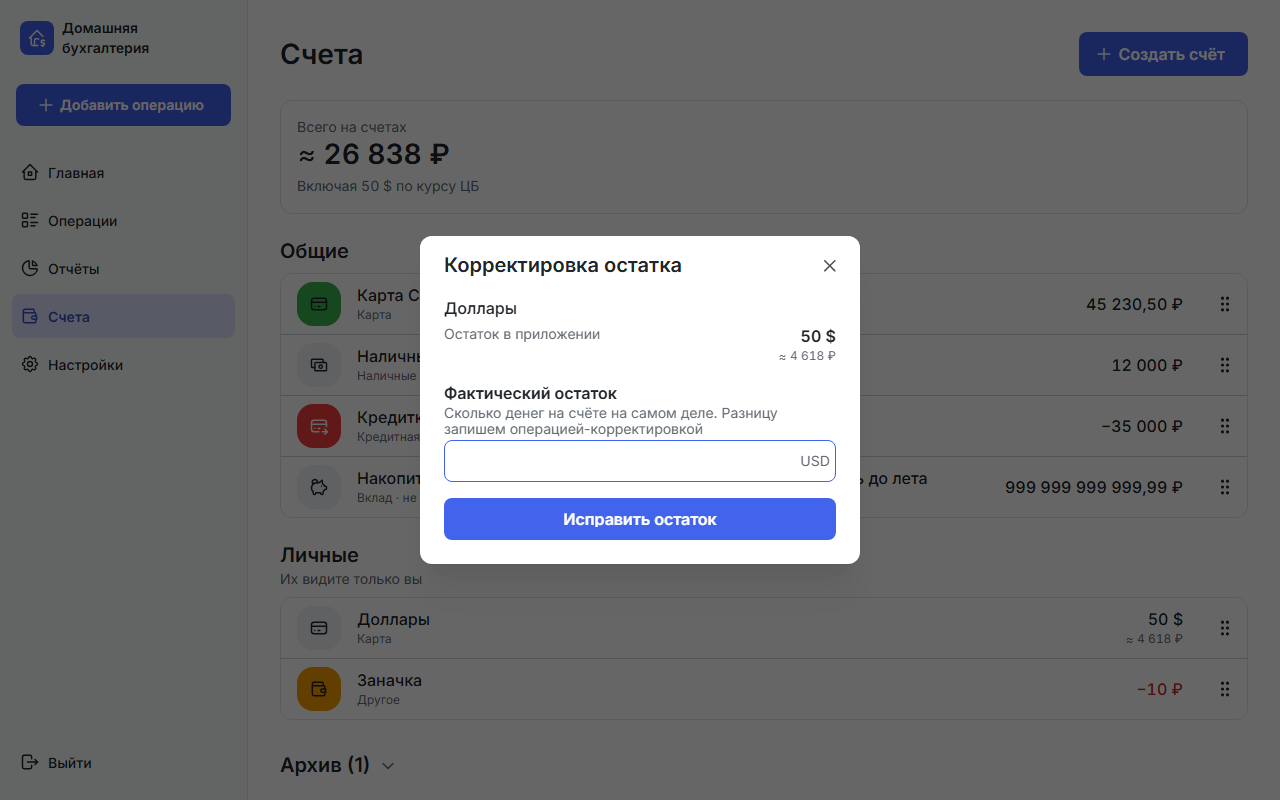 Домашняя
бухгалтерия
Добавить операцию
Главная
Операции
Отчёты
Счета
Настройки
Выйти
Счета
Создать счёт
Всего на счетах
≈ 26 838 ₽
Включая 50 $ по курсу ЦБ
Общие
Карта С
Карта
45 230,50 ₽
Наличн
Наличные
12 000 ₽
Кредитк
Кредитная
−35 000 ₽
Накопит
Вклад · не
до лета
999 999 999 999,99 ₽
Корректировка остатка
Доллары
Остаток в приложении
50 $
≈ 4 618 ₽
Фактический остаток
Сколько денег на счёте на самом деле. Разницу
запишем операцией-корректировкой
USD
Исправить остаток
Личные
Их видите только вы
Доллары
Карта
50 $
≈ 4 618 ₽
Заначка
Другое
−10 ₽
Архив (1)